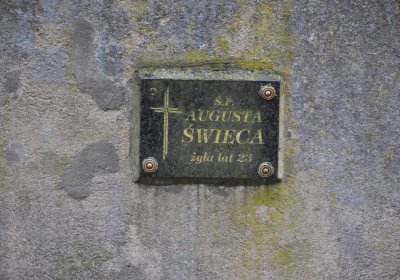 Ś.P.
AUGUSTA
ŚWIECA
żyła lat 23